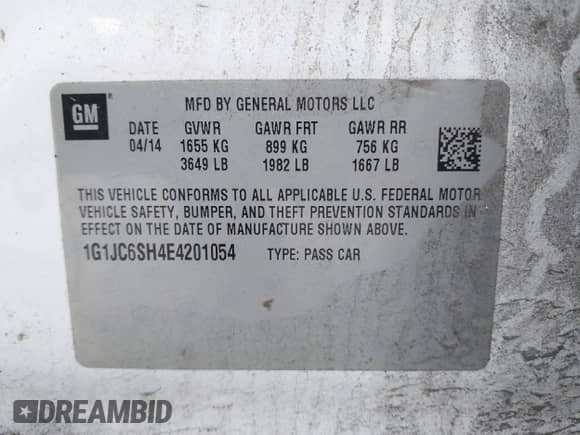 GM
®
MFD BY GENERAL MOTORS LLC
DATE GVWR GAWR FRT GAWR RR
04/14 1655 KG 899 KG 756 KG
3649 LB 1982 LB 1667 LB
THIS VEHICLE CONFORMS TO ALL APPLICABLE U.S. FEDERAL MOTOR
VEHICLE SAFETY, BUMPER, AND THEFT PREVENTION STANDARDS IN
EFFECT ON THE DATE OF MANUFACTURE SHOWN ABOVE.
1G1JC6SH4E4201054 TYPE: PASS CAR
DREAMBID